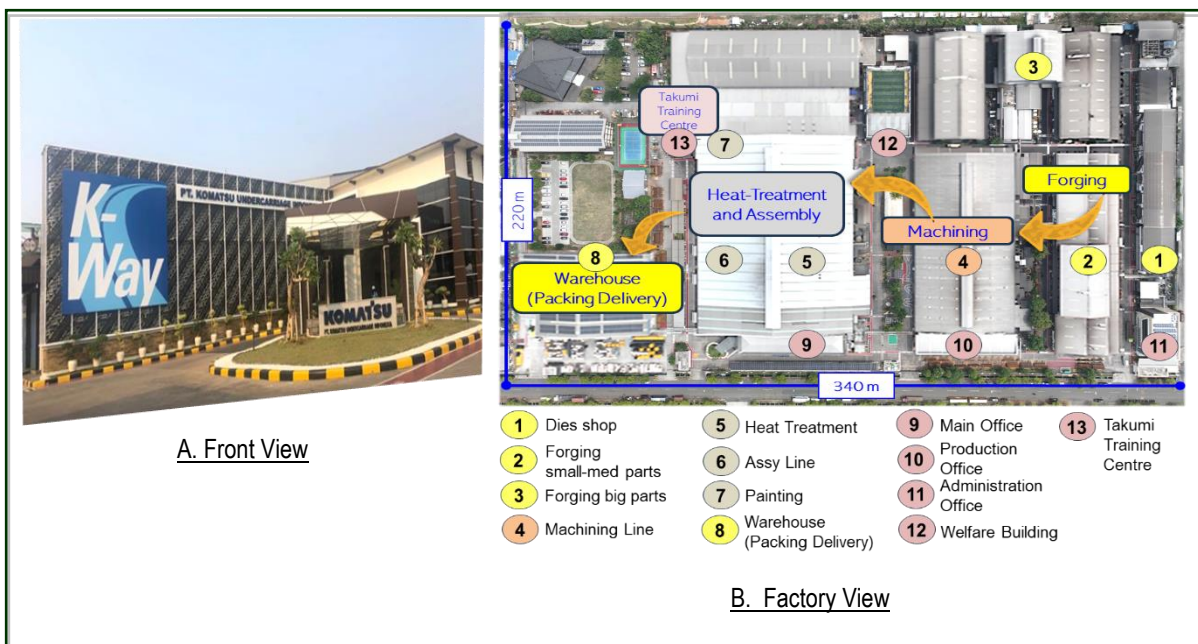 K-
Way
PT. KOMATSU UNDERCARRIAGE INDONESIA
KOMATSU
PT. KOMATSU UNDERCARRIAGE INDONESIA
A. Front View
220 m
340 m
Takumi
Training
Centre
13
7
12
3
Forging
Heat-Treatment
and Assembly
Machining
8
6
5
4
2
1
Warehouse
(Packing Delivery)
9
10
11
1 Dies shop
2 Forging
small-med parts
3 Forging big parts
4 Machining Line
5 Heat Treatment
6 Assy Line
7 Painting
8 Warehouse
(Packing Delivery)
9 Main Office
10 Production
Office
11 Administration
Office
12 Welfare Building
13 Takumi
Training
Centre
B. Factory View